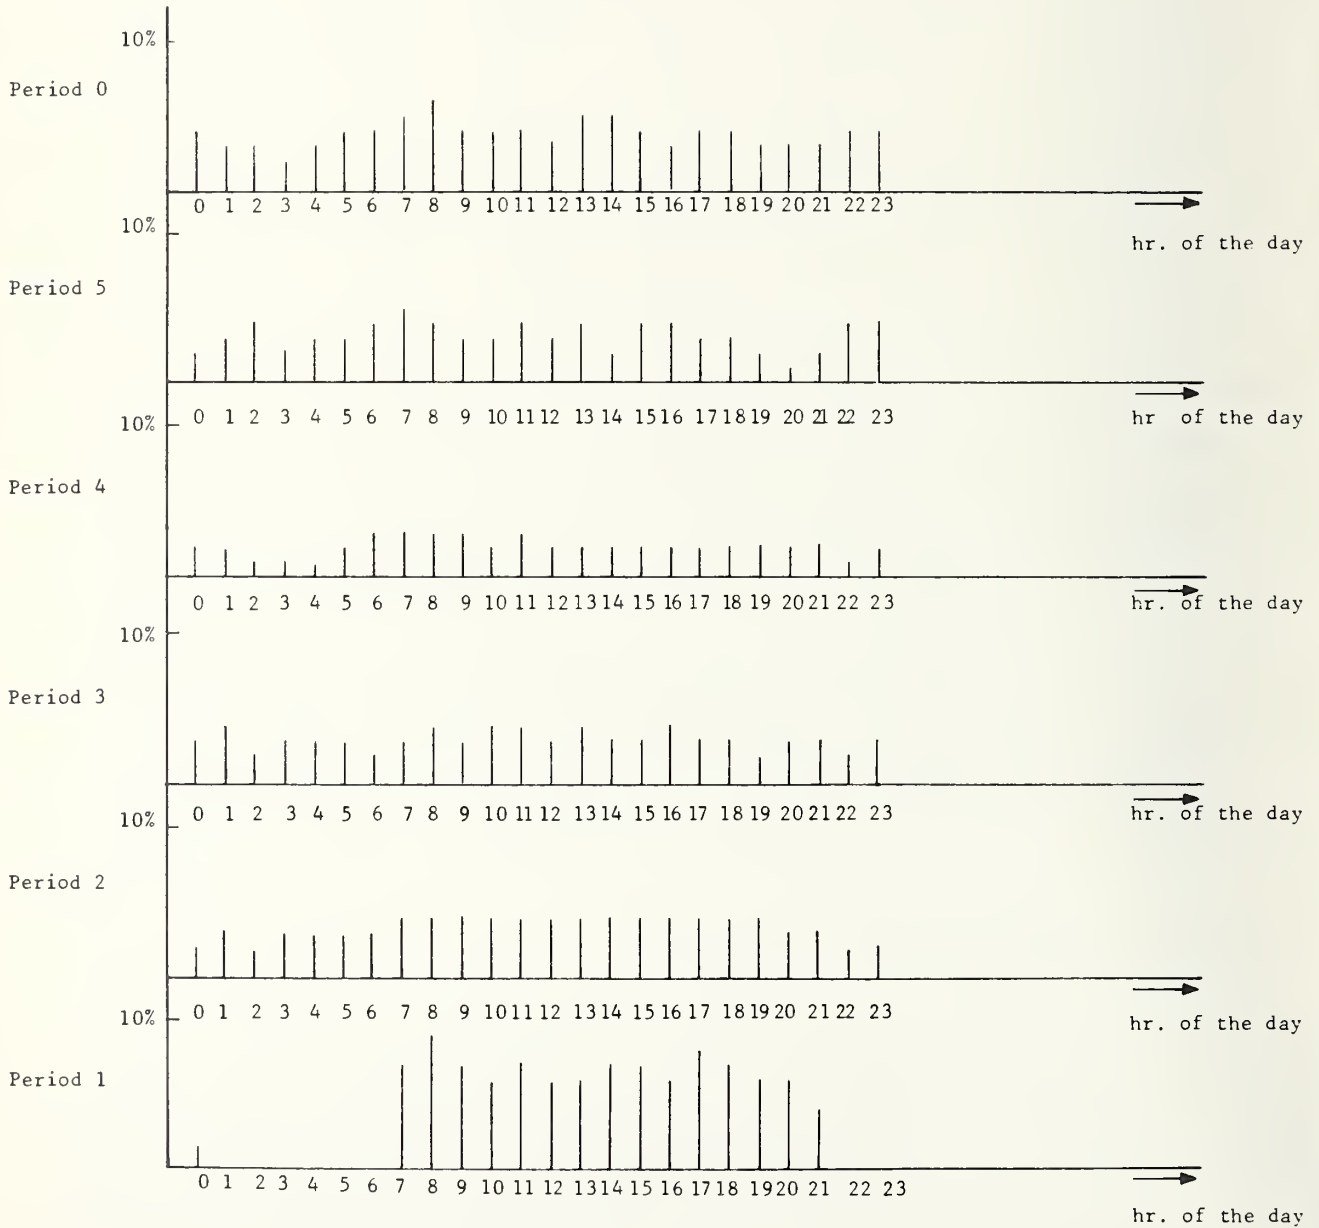 10%
Period 0
0 1 2 3 4 5 6 7 8 9 10 11 12 13 14 15 16 17 18 19 20 21 22 23
hr. of the day
10%
Period 5
0 1 2 3 4 5 6 7 8 9 10 11 12 13 14 15 16 17 18 19 20 21 22 23
hr of the day
10%
Period 4
0 1 2 3 4 5 6 7 8 9 10 11 12 13 14 15 16 17 18 19 20 21 22 23
hr. of the day
10%
Period 3
0 1 2 3 4 5 6 7 8 9 10 11 12 13 14 15 16 17 18 19 20 21 22 23
hr. of the day
10%
Period 2
0 1 2 3 4 5 6 7 8 9 10 11 12 13 14 15 16 17 18 19 20 21 22 23
hr. of the day
10%
Period 1
0 1 2 3 4 5 6 7 8 9 10 11 12 13 14 15 16 17 18 19 20 21 22 23
hr. of the day